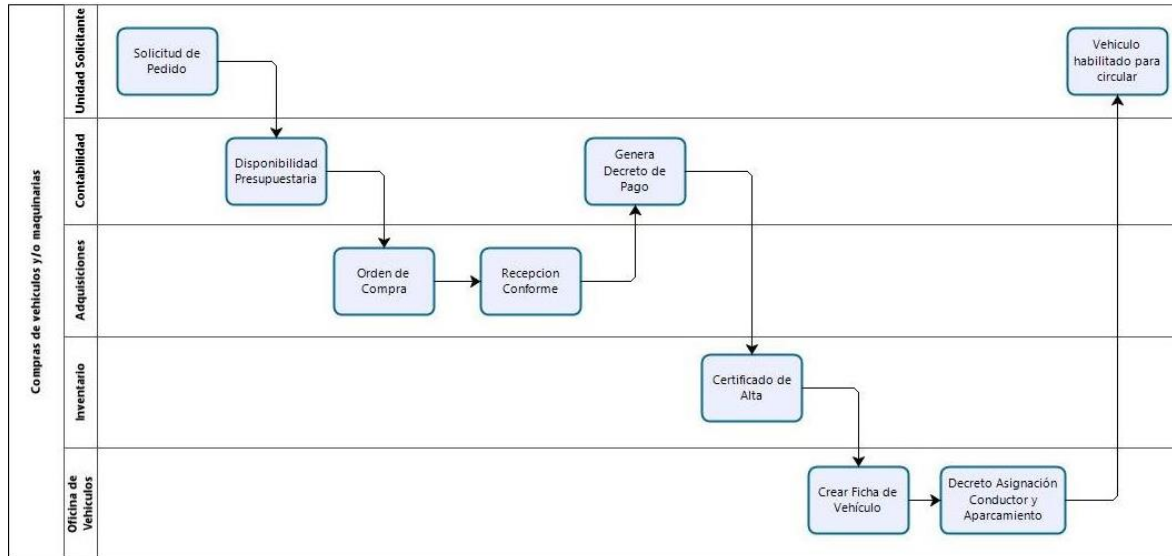 Compras de vehiculos y/o maquinarias
Unidad Solicitante
Solicitud de
Pedido
Vehiculo
habilitado para
circular
Contabilidad
Disponibilidad
Presupuestaria
Genera
Decreto de
Pago
Adquisiciones
Orden de
Compra
Recepcion
Conforme
Inventario
Certificado de
Alta
Oficina de
Vehiculos
Crear Ficha de
Vehículo
Decreto Asignación
Conductor y
Aparcamiento